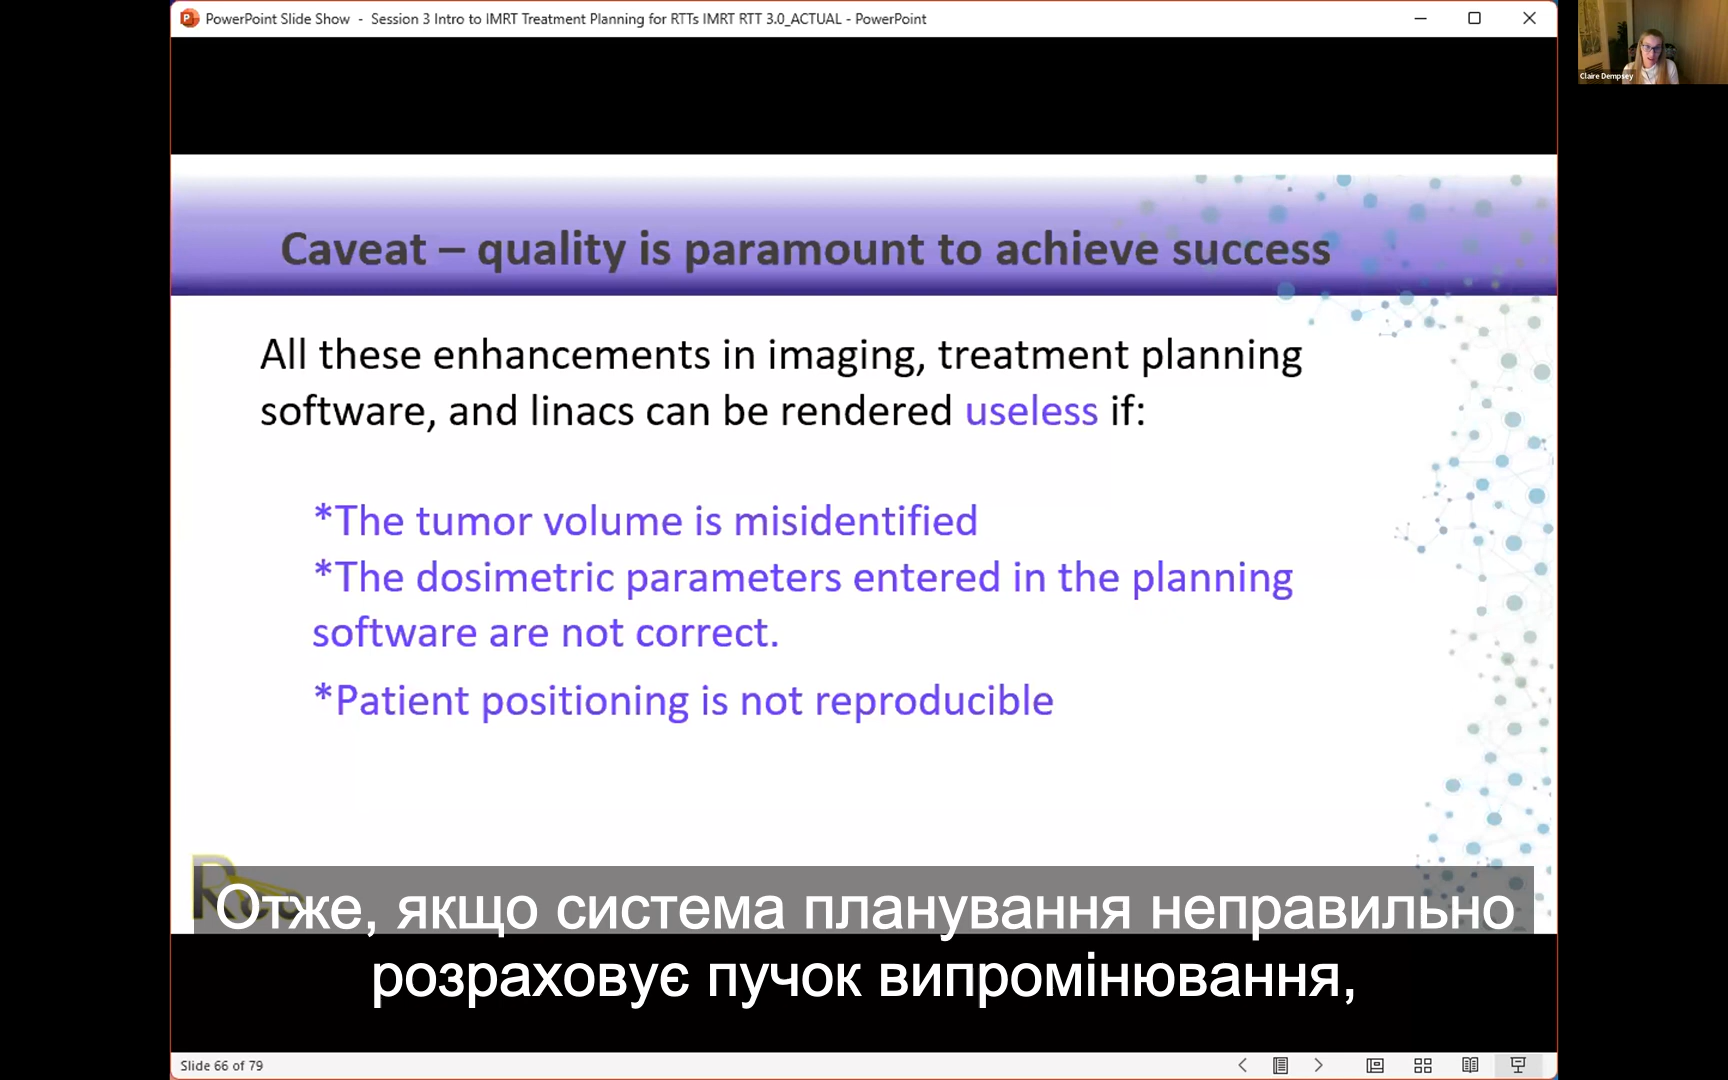 PowerPoint Slide Show - Session 3 Intro to IMRT Treatment Planning for RTTs IMRT RTT 3.0_ACTUAL - PowerPoint
Claire Dempsey
Caveat – quality is paramount to achieve success
All these enhancements in imaging, treatment planning
software, and linacs can be rendered useless if:
*The tumor volume is misidentified
*The dosimetric parameters entered in the planning
software are not correct.
*Patient positioning is not reproducible
Отже, якщо система планування неправильно
розраховує пучок випромінювання,
Slide 66 of 79